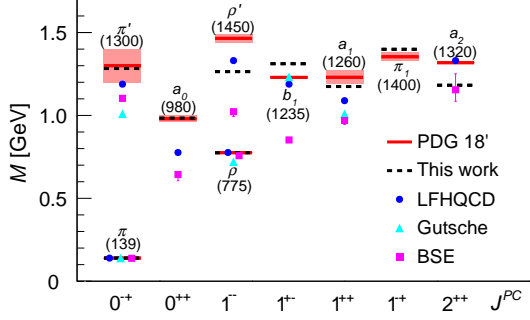 M [GeV]
1.5
1.0
0.5
0
π'
(1300)
a₀
(980)
ρ'
(1450)
b₁
(1235)
a₁
(1260)
π₁
(1400)
a₂
(1320)
π
(139)
ρ
(775)
PDG 18'
This work
LFHQCD
Gutsche
BSE
0⁻⁺ 0⁺⁺ 1⁻⁻ 1⁺⁻ 1⁺⁺ 1⁻⁺ 2⁺⁺ Jᴾᶜ